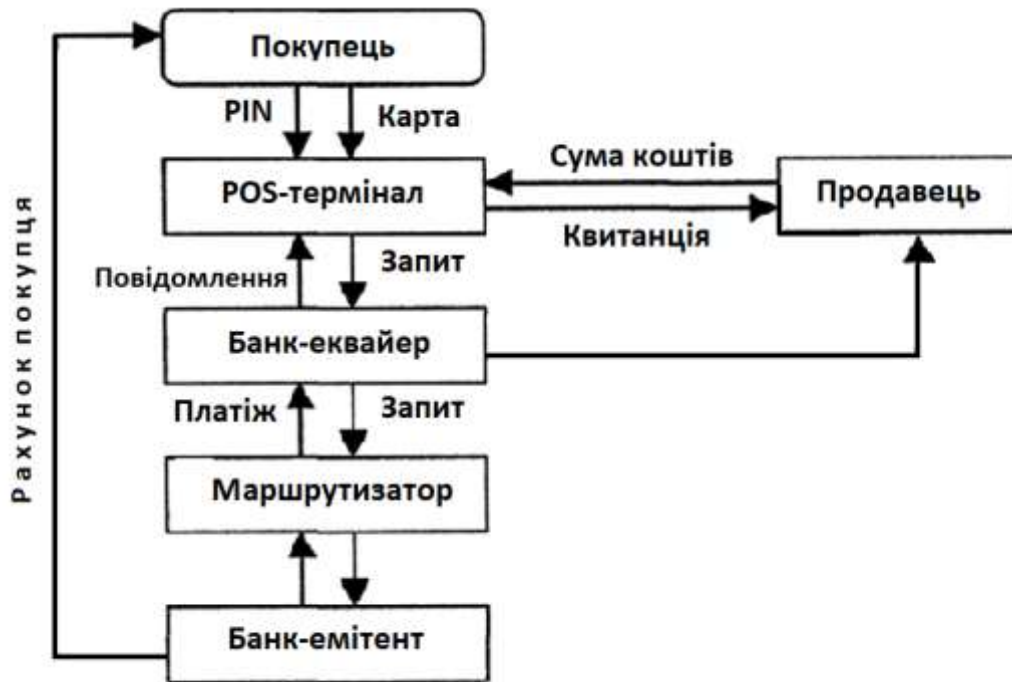 Покупець
PIN
Карта
Сума коштів
POS-термінал
Продавець
Квитанція
Повідомлення
Запит
Банк-еквайер
Платіж
Запит
Маршрутизатор
Банк-емітент
Рахунок покупця